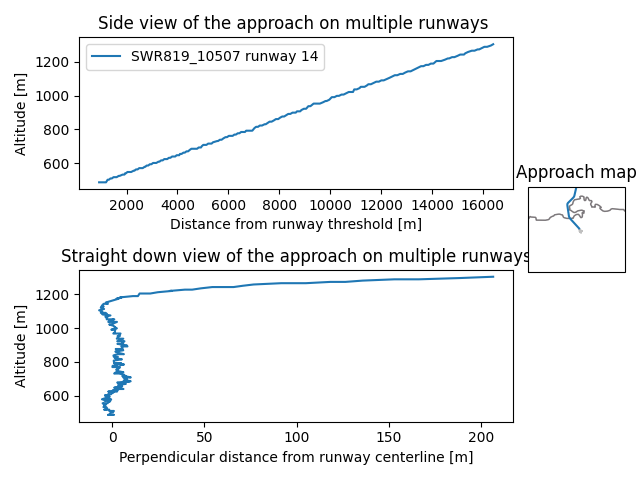 Side view of the approach on multiple runways
SWR819_10507 runway 14
Altitude [m]
1200
1000
800
600
2000 4000 6000 8000 10000 12000 14000 16000
Distance from runway threshold [m]
Approach map
Straight down view of the approach on multiple runways
Altitude [m]
1200
1000
800
600
0 50 100 150 200
Perpendicular distance from runway centerline [m]